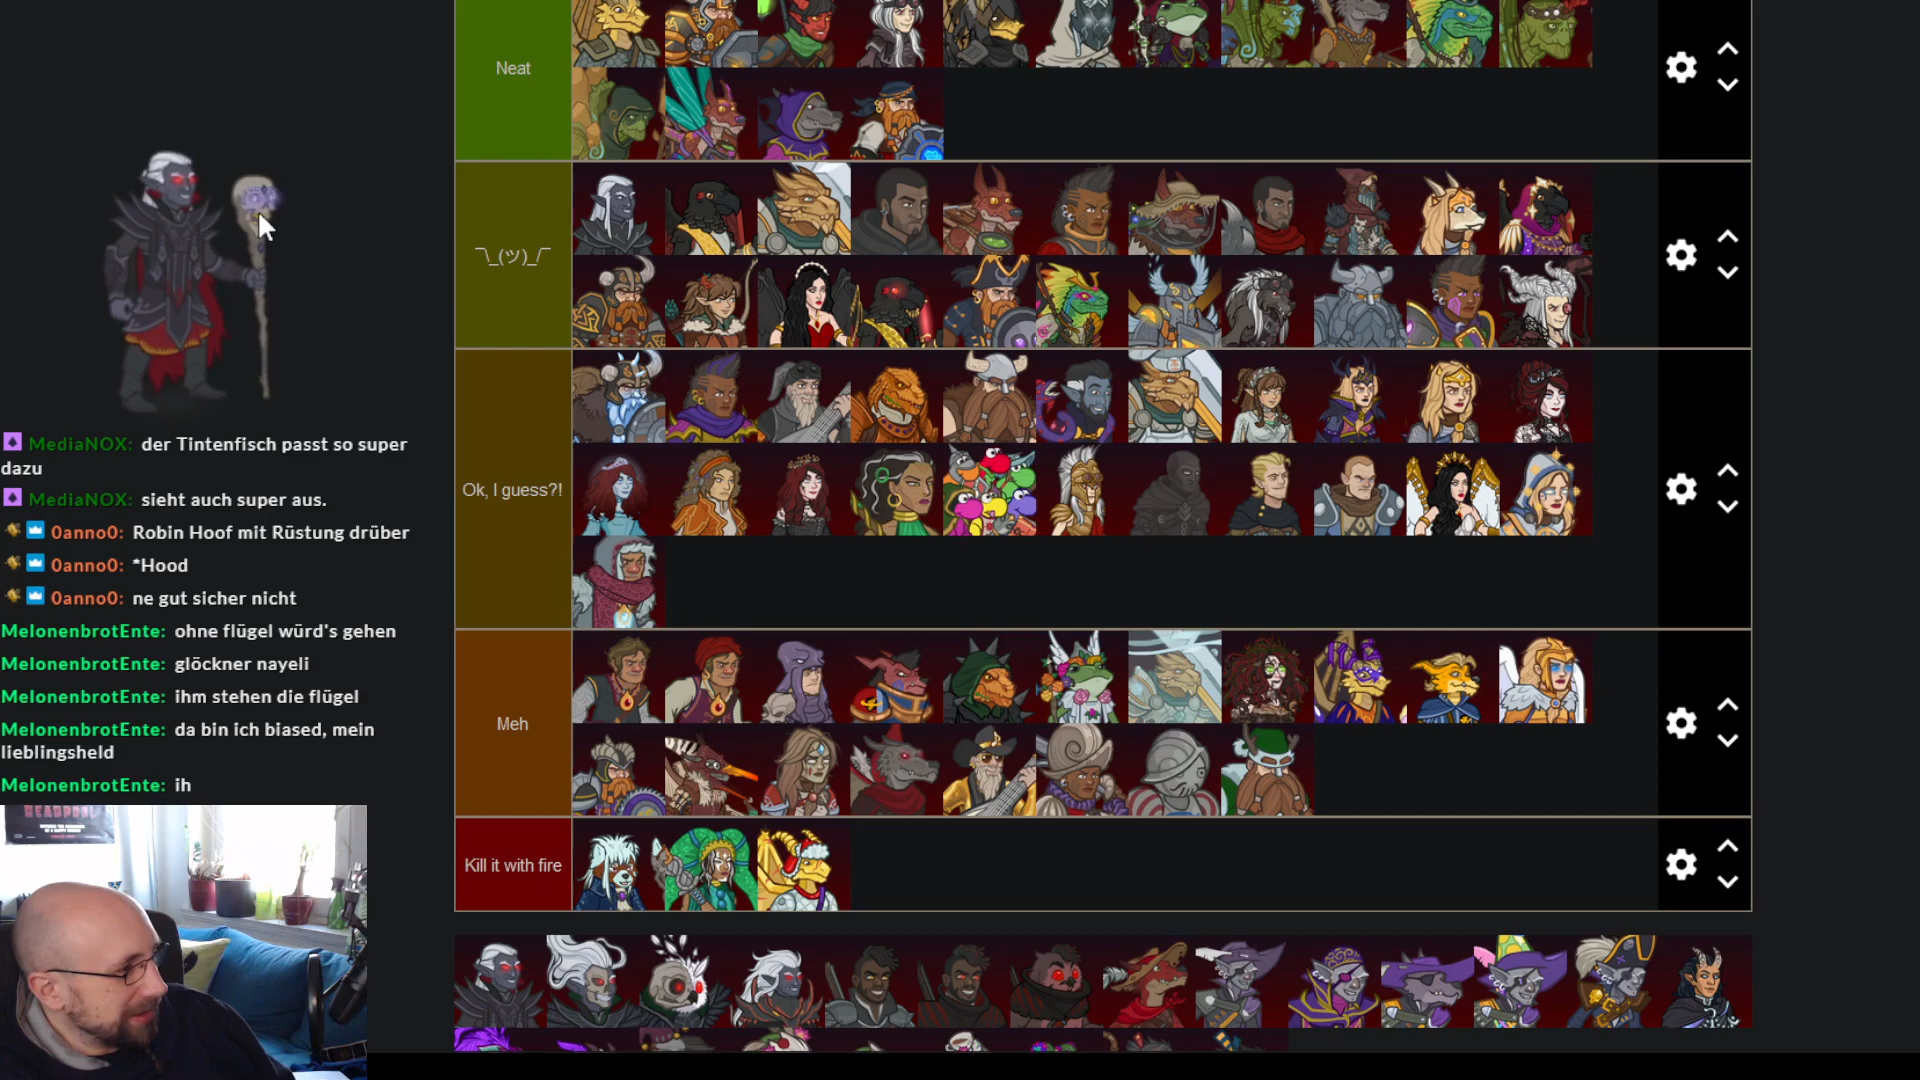 Neat
¯\_(ツ)_/¯
Ok, I guess?!
Meh
Kill it with fire
MediaNOX: der Tintenfisch passt so super
dazu
MediaNOX: sieht auch super aus.
0anno0: Robin Hoof mit Rüstung drüber
0anno0: *Hood
0anno0: ne gut sicher nicht
MelonenbrotEnte: ohne flügel würd's gehen
MelonenbrotEnte: glöckner nayeli
MelonenbrotEnte: ihm stehen die flügel
MelonenbrotEnte: da bin ich biased, mein
lieblingsheld
MelonenbrotEnte: ih
DEADPOOL